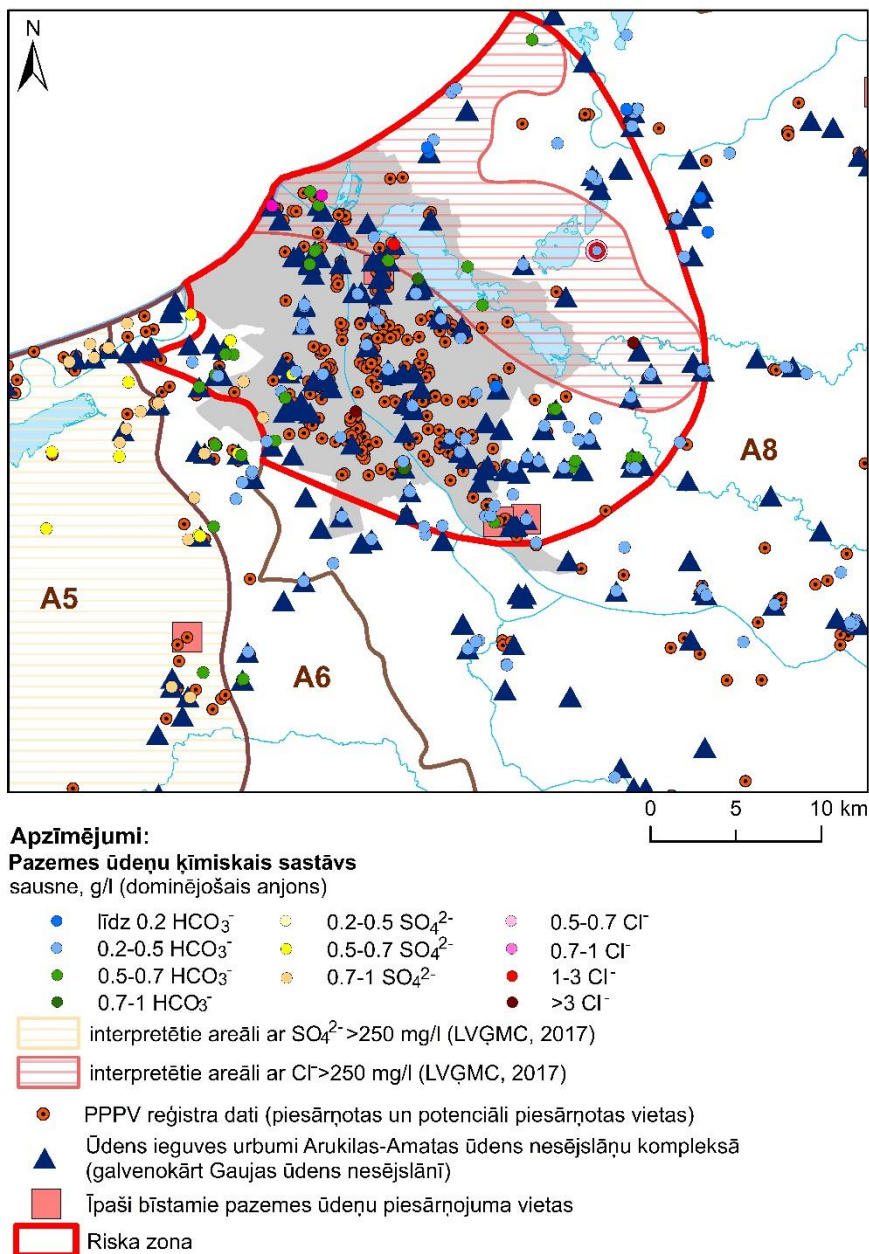 N
A8
A5
A6
0 5 10 km
Apzīmējumi:
Pazemes ūdeņu ķīmiskais sastāvs
sausne, g/l (dominējošais anjons)
līdz 0.2 HCO₃⁻ 0.2-0.5 SO₄²⁻ 0.5-0.7 Cl⁻
0.2-0.5 HCO₃⁻ 0.5-0.7 SO₄²⁻ 0.7-1 Cl⁻
0.5-0.7 HCO₃⁻ 0.7-1 SO₄²⁻ 1-3 Cl⁻
0.7-1 HCO₃⁻ >3 Cl⁻
interpretētie areāli ar SO₄²⁻>250 mg/l (LVĢMC, 2017)
interpretētie areāli ar Cl⁻>250 mg/l (LVĢMC, 2017)
PPPV reģistra dati (piesārņotas un potenciāli piesārņotas vietas)
Ūdens ieguves urbumi Arukilas-Amatas ūdens nesējslāņu kompleksā
(galvenokārt Gaujas ūdens nesējslānī)
Īpaši bīstamie pazemes ūdeņu piesārņojuma vietas
Riska zona